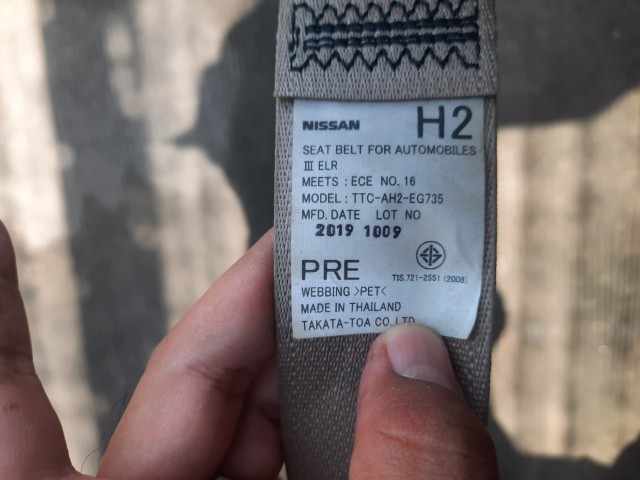 NISSAN H2
SEAT BELT FOR AUTOMOBILES
III ELR
MEETS : ECE NO. 16
MODEL : TTC-AH2-EG735
MFD. DATE LOT NO
2019 1009
PRE
TIS.721-2551 (2008)
WEBBING >PET<
MADE IN THAILAND
TAKATA-TOA CO.LTD